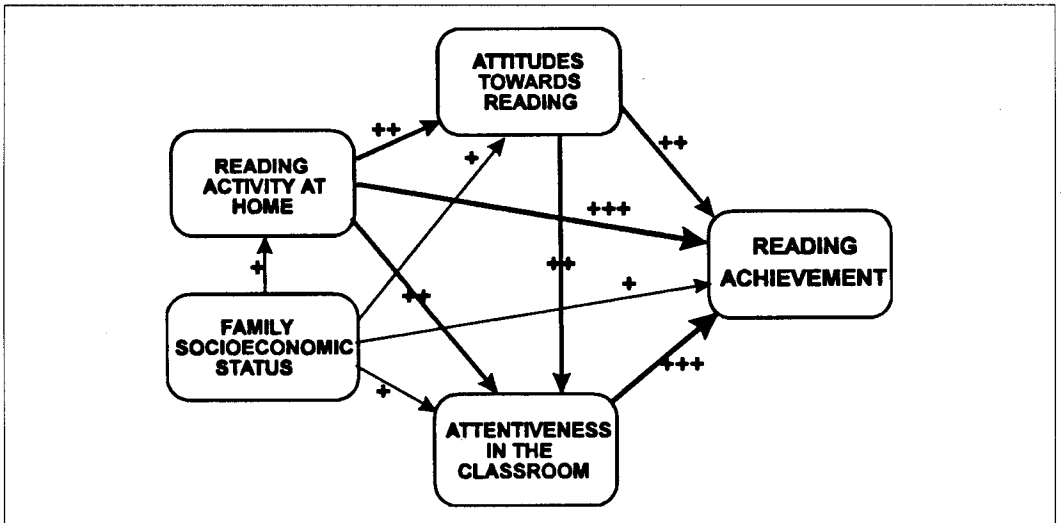 ATTITUDES
TOWARDS
READING
++
+
++
READING
ACTIVITY AT
HOME
+++
++
READING
ACHIEVEMENT
+
++
+
FAMILY
SOCIOECONOMIC
STATUS
+
+++
ATTENTIVENESS
IN THE
CLASSROOM